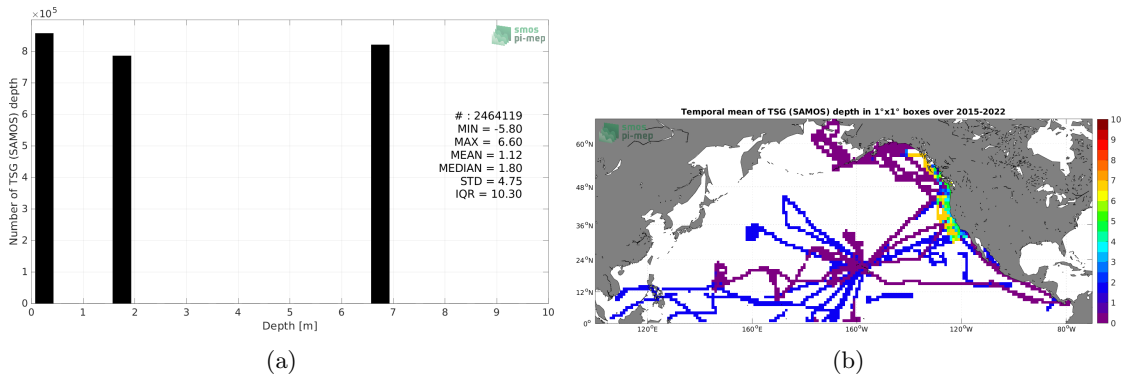 ×10⁵
8
7
6
5
4
3
2
1
0
Number of TSG (SAMOS) depth
smos
pi-mep
# : 2464119
MIN = -5.80
MAX = 6.60
MEAN = 1.12
MEDIAN = 1.80
STD = 4.75
IQR = 10.30
0 1 2 3 4 5 6 7 8 9 10
Depth [m]
(a)
Temporal mean of TSG (SAMOS) depth in 1°x1° boxes over 2015-2022
smos
pi-mep
60°N
48°N
36°N
24°N
12°N
0°
120°E 160°E 160°W 120°W 80°W
10
9
8
7
6
5
4
3
2
1
0
(b)